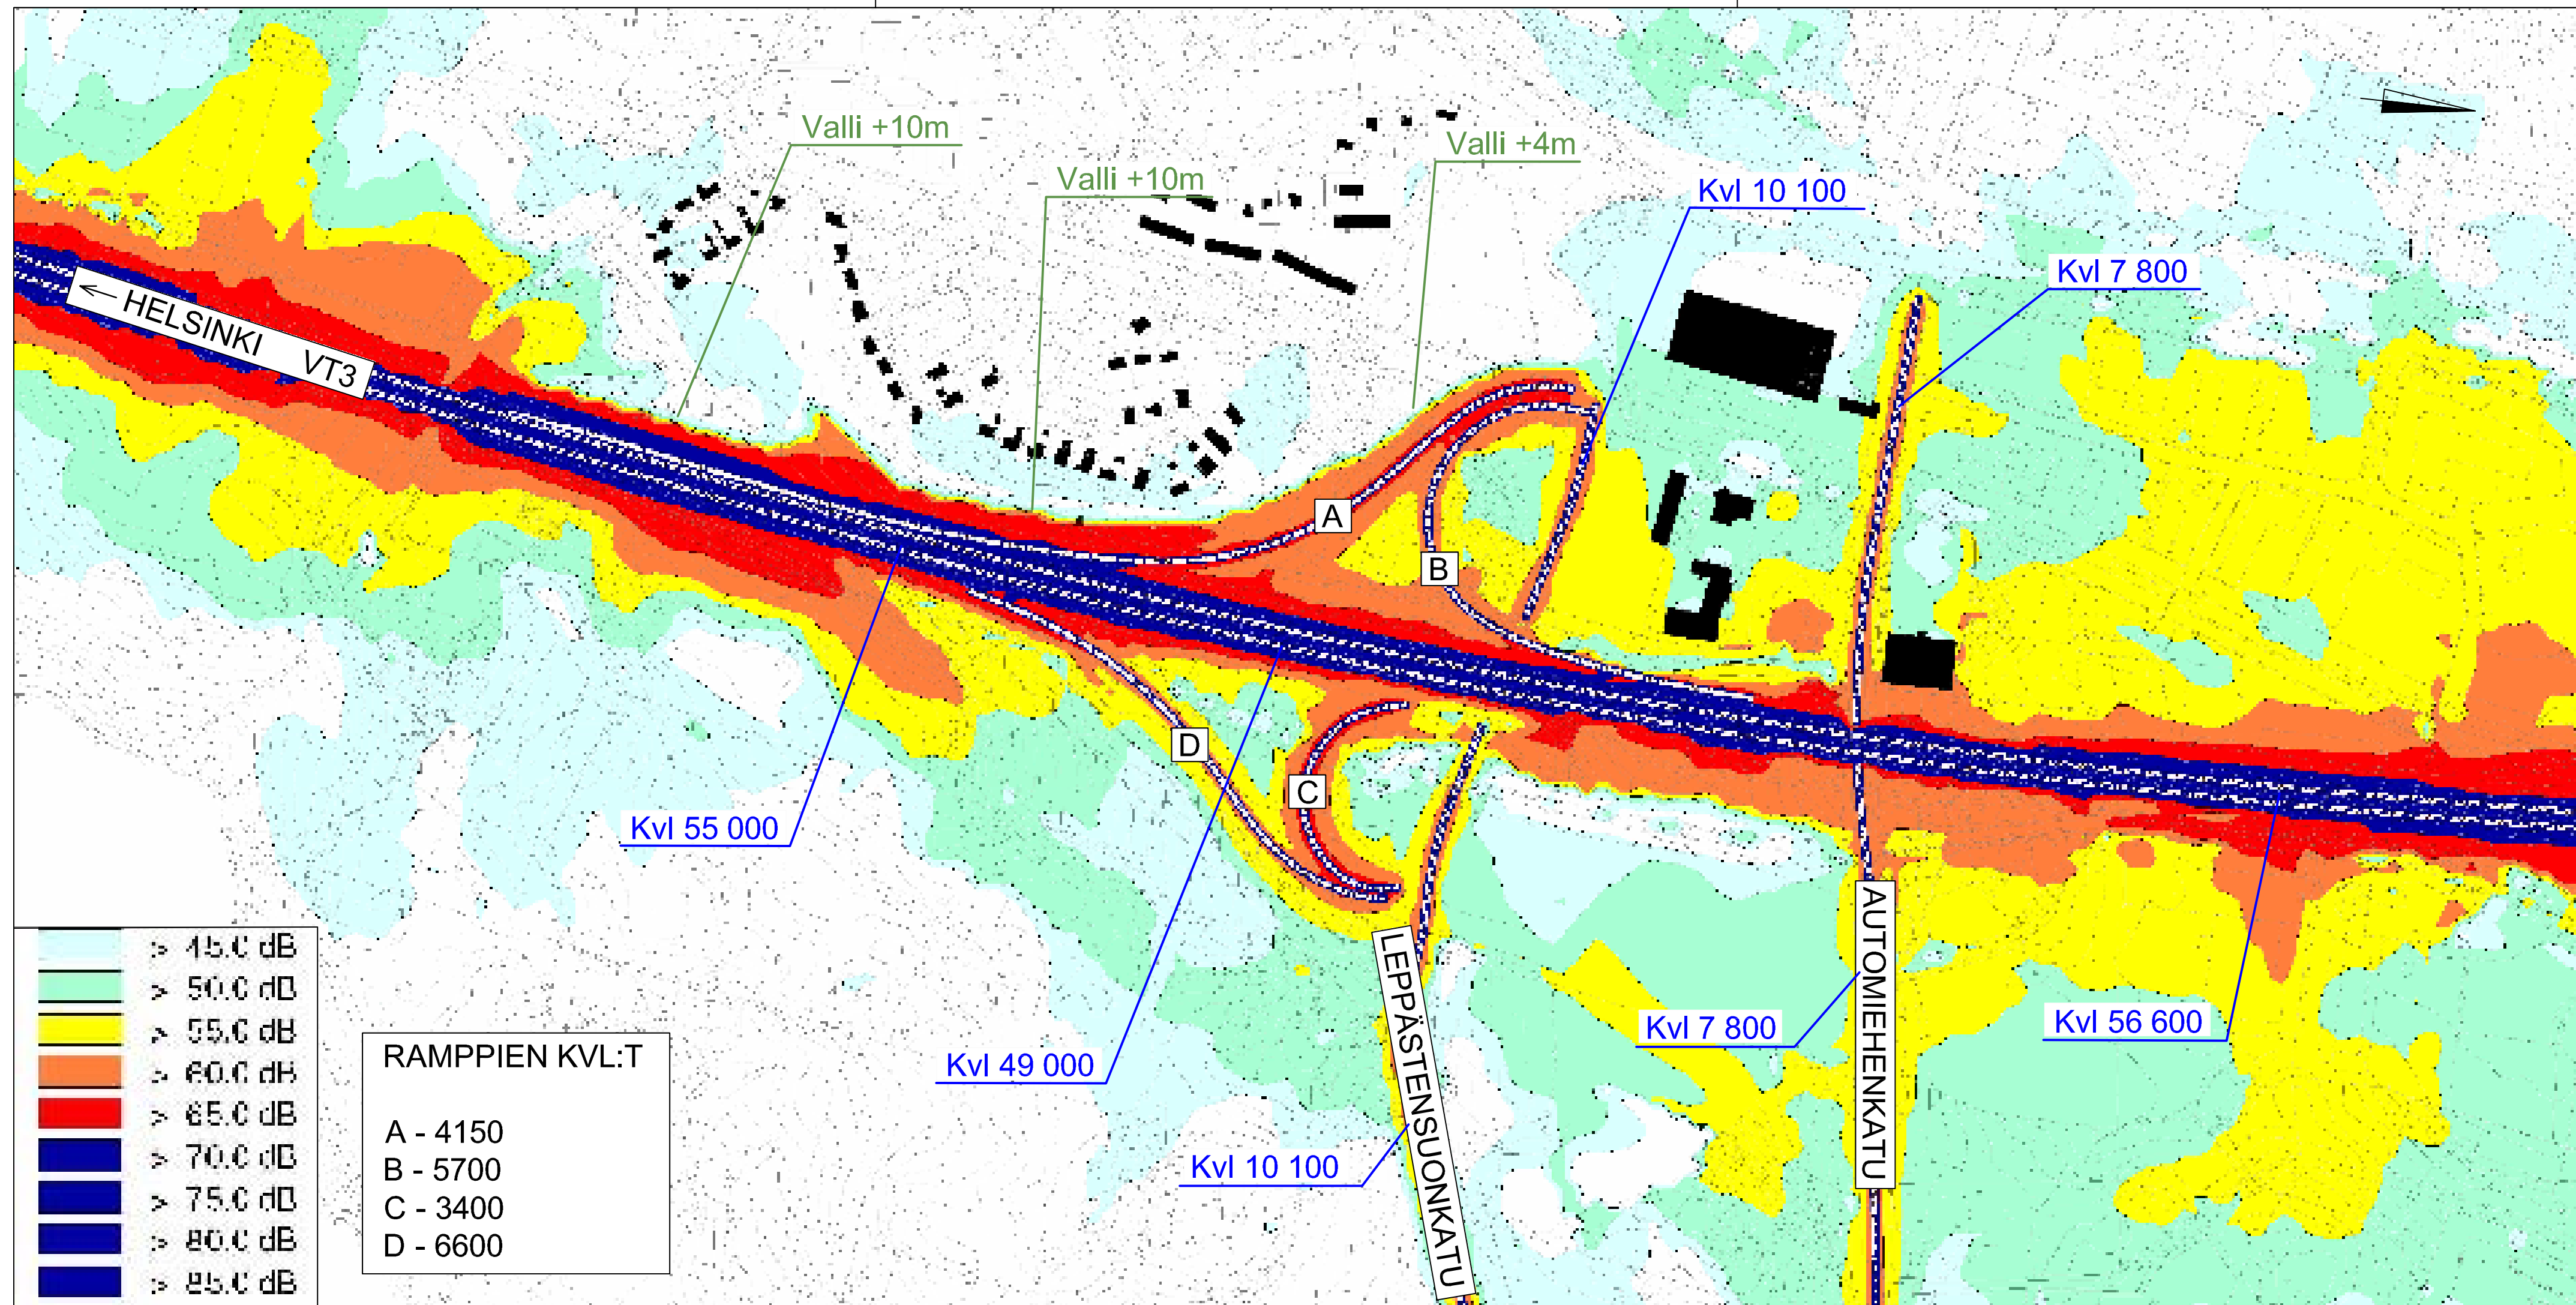 Valli +10m
Valli +4m
Valli +10m
Kvl 10 100
Kvl 7 800
← HELSINKI VT3
A
B
D
C
Kvl 55 000
Kvl 49 000
Kvl 10 100
Kvl 7 800
Kvl 56 600
LEPPÄSTENSUONKATU
AUTOMIEHENKATU
> 45.0 dB
> 50.0 dB
> 55.0 dB
> 60.0 dB
> 65.0 dB
> 70.0 dB
> 75.0 dB
> 80.0 dB
> 85.0 dB
RAMPPIEN KVL:T
A - 4150
B - 5700
C - 3400
D - 6600